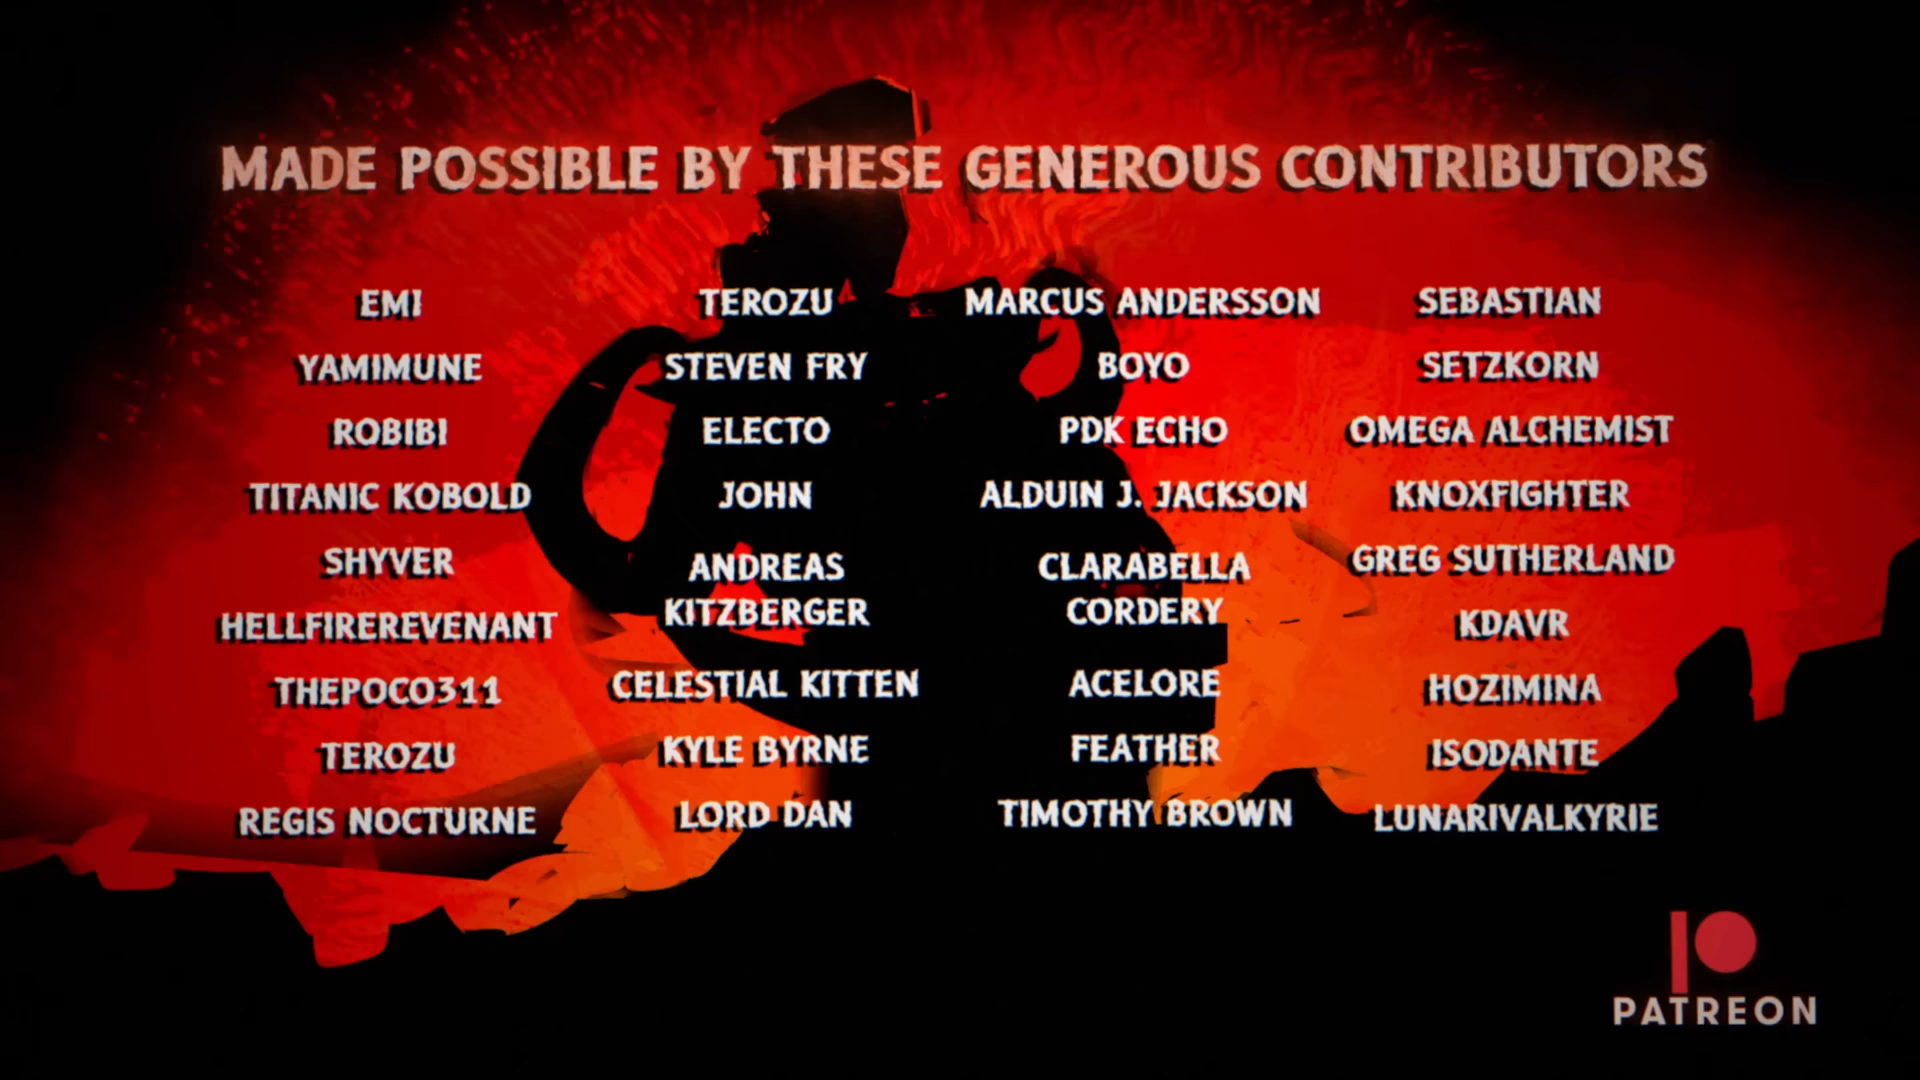 MADE POSSIBLE BY THESE GENEROUS CONTRIBUTORS
EMI
YAMIMUNE
ROBIBI
TITANIC KOBOLD
SHYVER
HELLFIREREVENANT
THEPOCO311
TEROZU
REGIS NOCTURNE
TEROZU
STEVEN FRY
ELECTO
JOHN
ANDREAS
KITZBERGER
CELESTIAL KITTEN
KYLE BYRNE
LORD DAN
MARCUS ANDERSSON
BOYO
PDK ECHO
ALDUIN J. JACKSON
CLARABELLA
CORDERY
ACELORE
FEATHER
TIMOTHY BROWN
SEBASTIAN
SETZKORN
OMEGA ALCHEMIST
KNOXFIGHTER
GREG SUTHERLAND
KDAVR
HOZIMINA
ISODANTE
LUNARIVALKYRIE
PATREON